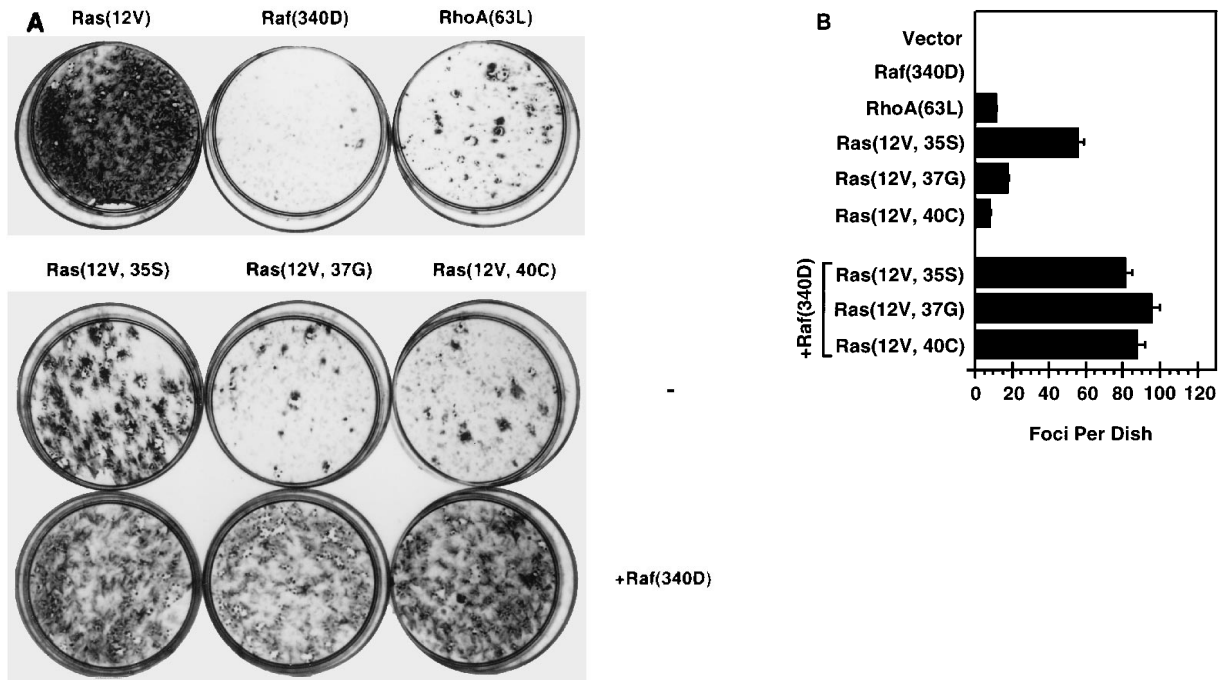 A
Ras(12V) Raf(340D) RhoA(63L)
Ras(12V, 35S) Ras(12V, 37G) Ras(12V, 40C)
-
+Raf(340D)
B
Vector
Raf(340D)
RhoA(63L)
Ras(12V, 35S)
Ras(12V, 37G)
Ras(12V, 40C)
+Raf(340D)
Ras(12V, 35S)
Ras(12V, 37G)
Ras(12V, 40C)
0 20 40 60 80 100 120
Foci Per Dish